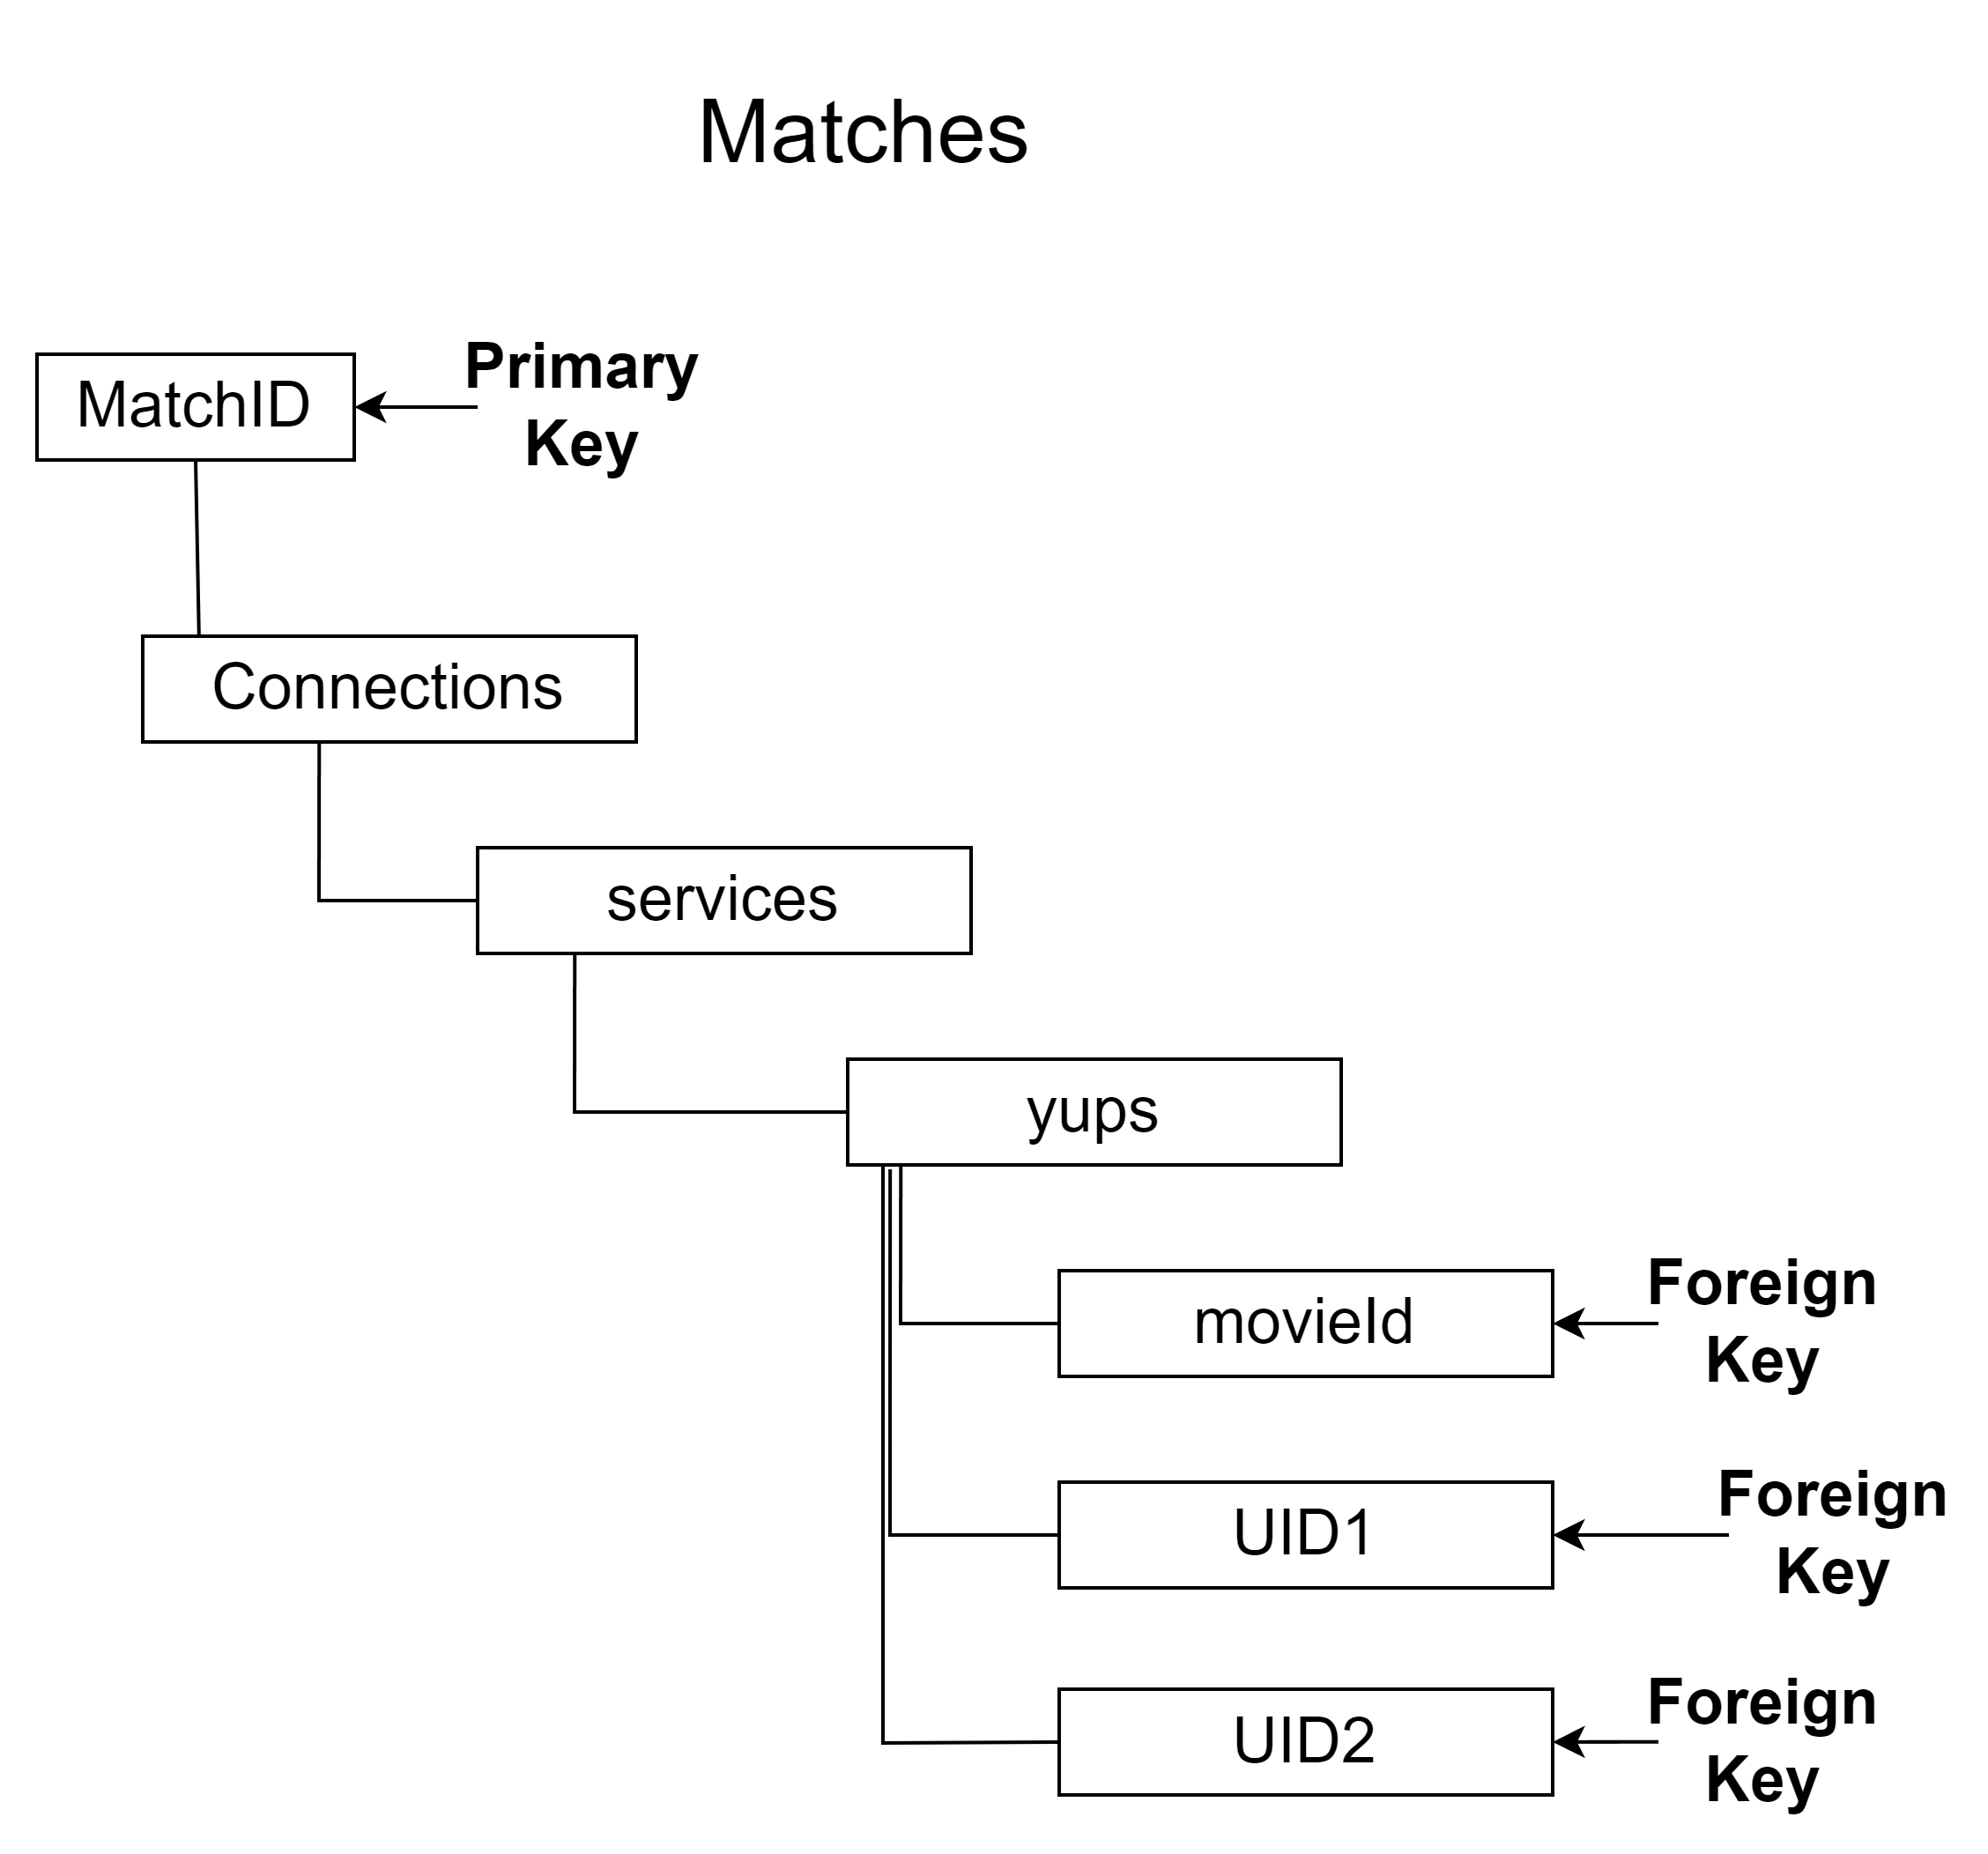 Matches
MatchID
Primary
Key
Connections
services
yups
movieId
Foreign
Key
UID1
Foreign
Key
UID2
Foreign
Key